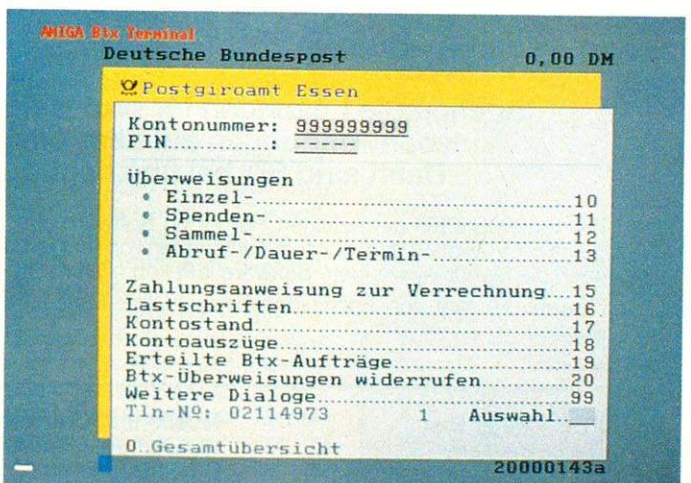 AMIGA Btx Terminal
Deutsche Bundespost 0,00 DM
Postgiroamt Essen
Kontonummer: 999999999
PIN..............: -----
Überweisungen
• Einzel-..............................10
• Spenden-.............................11
• Sammel-..............................12
• Abruf-/Dauer-/Termin-................13
Zahlungsanweisung zur Verrechnung....15
Lastschriften........................16
Kontostand...........................17
Kontoauszüge.........................18
Erteilte Btx-Aufträge................19
Btx-Überweisungen widerrufen.........20
Weitere Dialoge......................99
Tln-Nº: 02114973 1 Auswahl..
0..Gesamtübersicht
20000143a